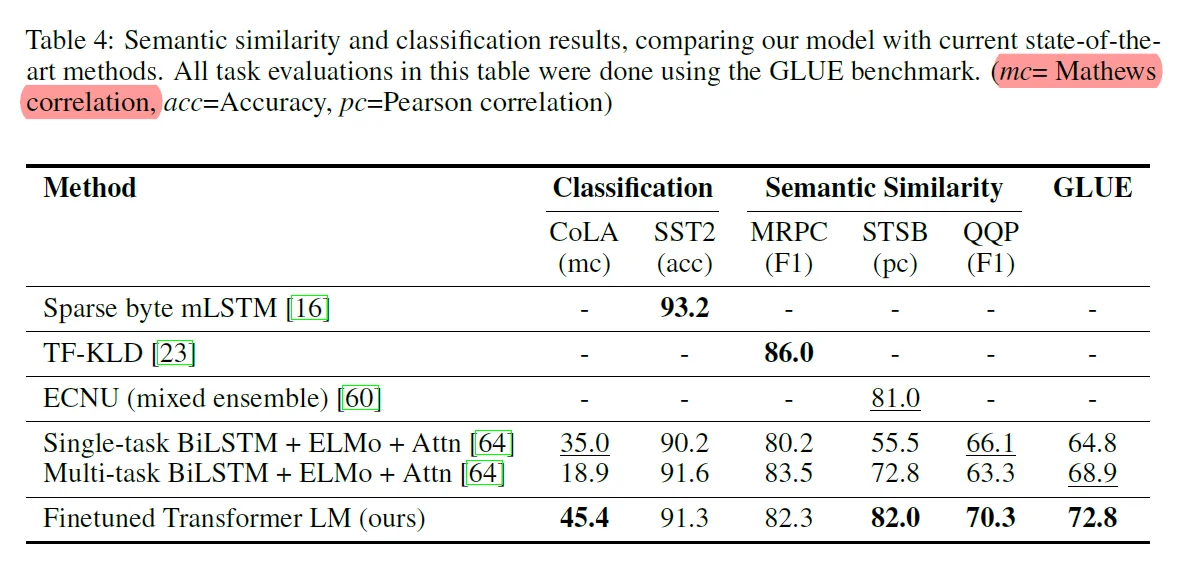 Table 4: Semantic similarity and classification results, comparing our model with current state-of-the-
art methods. All task evaluations in this table were done using the GLUE benchmark. (mc= Mathews
correlation, acc=Accuracy, pc=Pearson correlation)
Method Classification Semantic Similarity GLUE
CoLA SST2 MRPC STSB QQP
(mc) (acc) (F1) (pc) (F1)
Sparse byte mLSTM [16] - 93.2 - - - -
TF-KLD [23] - - 86.0 - - -
ECNU (mixed ensemble) [60] - - - 81.0 - -
Single-task BiLSTM + ELMo + Attn [64] 35.0 90.2 80.2 55.5 66.1 64.8
Multi-task BiLSTM + ELMo + Attn [64] 18.9 91.6 83.5 72.8 63.3 68.9
Finetuned Transformer LM (ours) 45.4 91.3 82.3 82.0 70.3 72.8